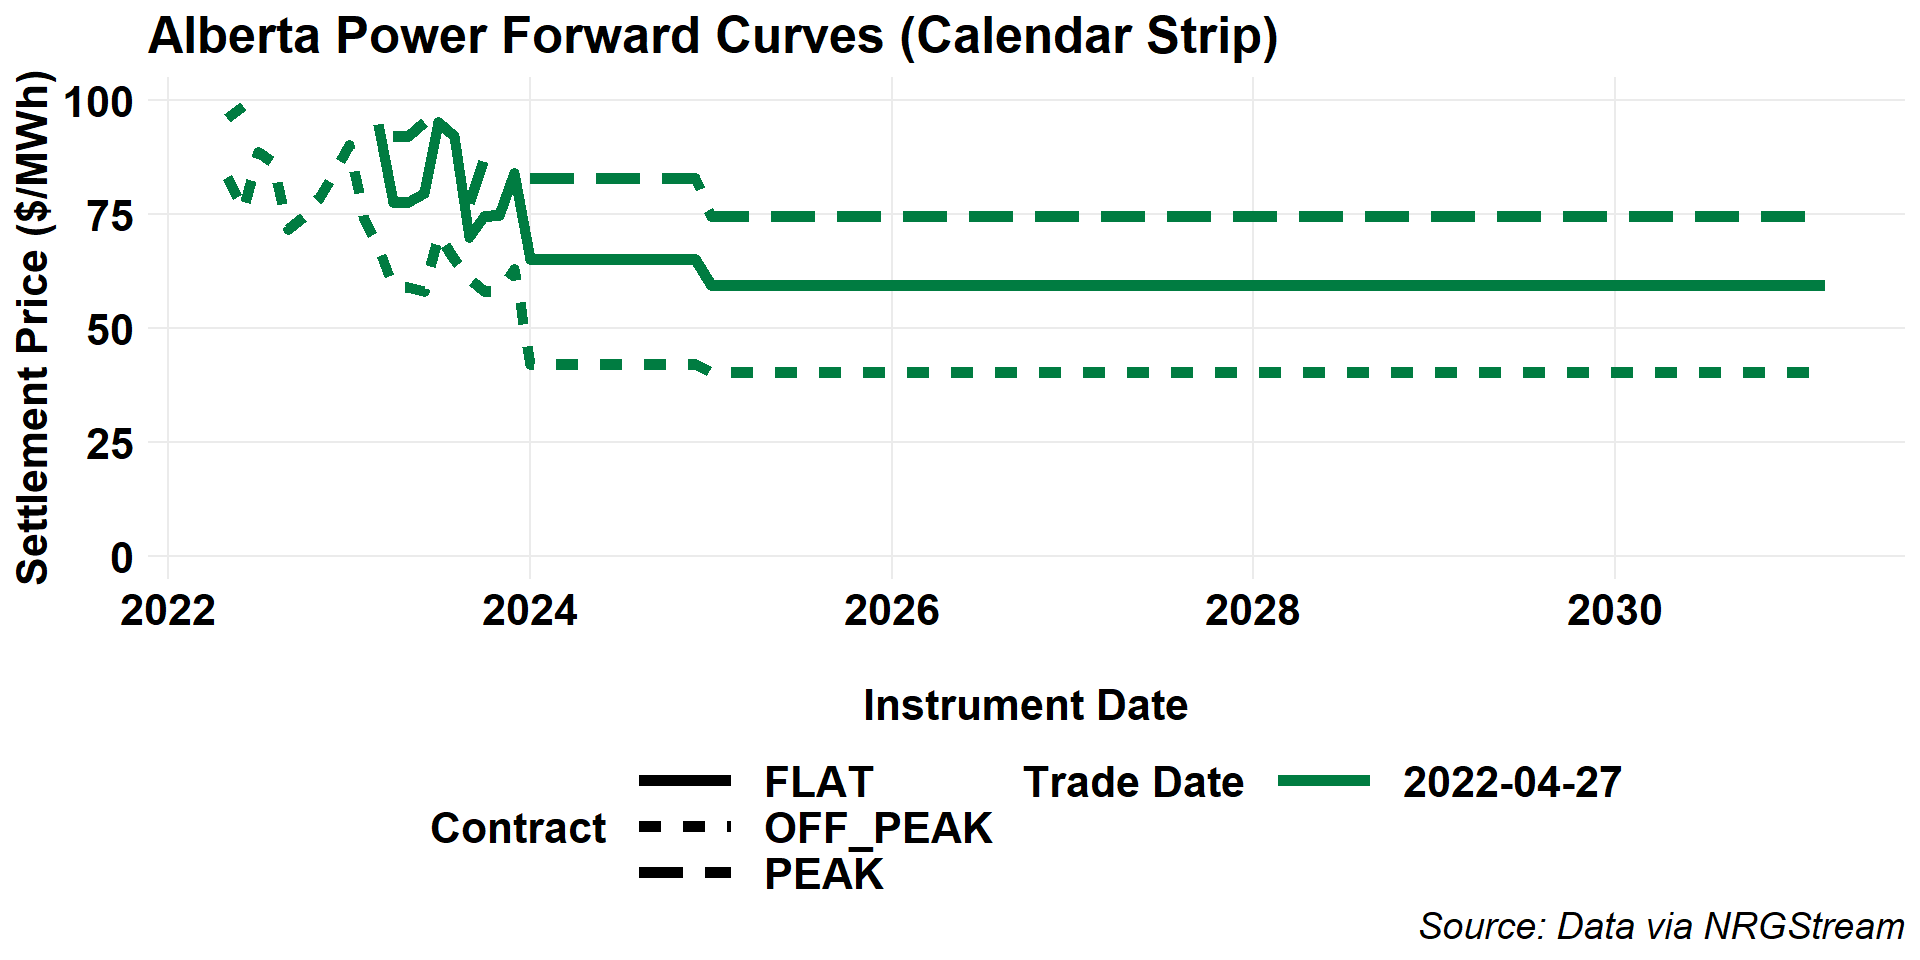 Alberta Power Forward Curves (Calendar Strip)
Settlement Price ($/MWh)
100
75
50
25
0
2022 2024 2026 2028 2030
Instrument Date
Contract
FLAT
OFF_PEAK
PEAK
Trade Date
2022-04-27
Source: Data via NRGStream